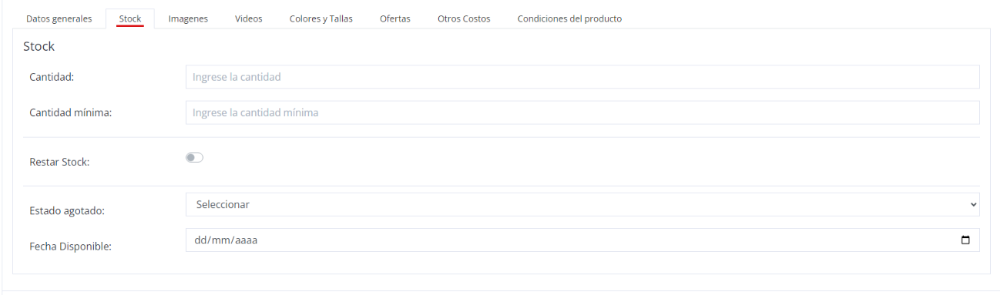 Datos generales Stock Imagenes Videos Colores y Tallas Ofertas Otros Costos Condiciones del producto
Stock
Cantidad: Ingrese la cantidad
Cantidad mínima: Ingrese la cantidad mínima
Restar Stock:
Estado agotado: Seleccionar
Fecha Disponible: dd/mm/aaaa